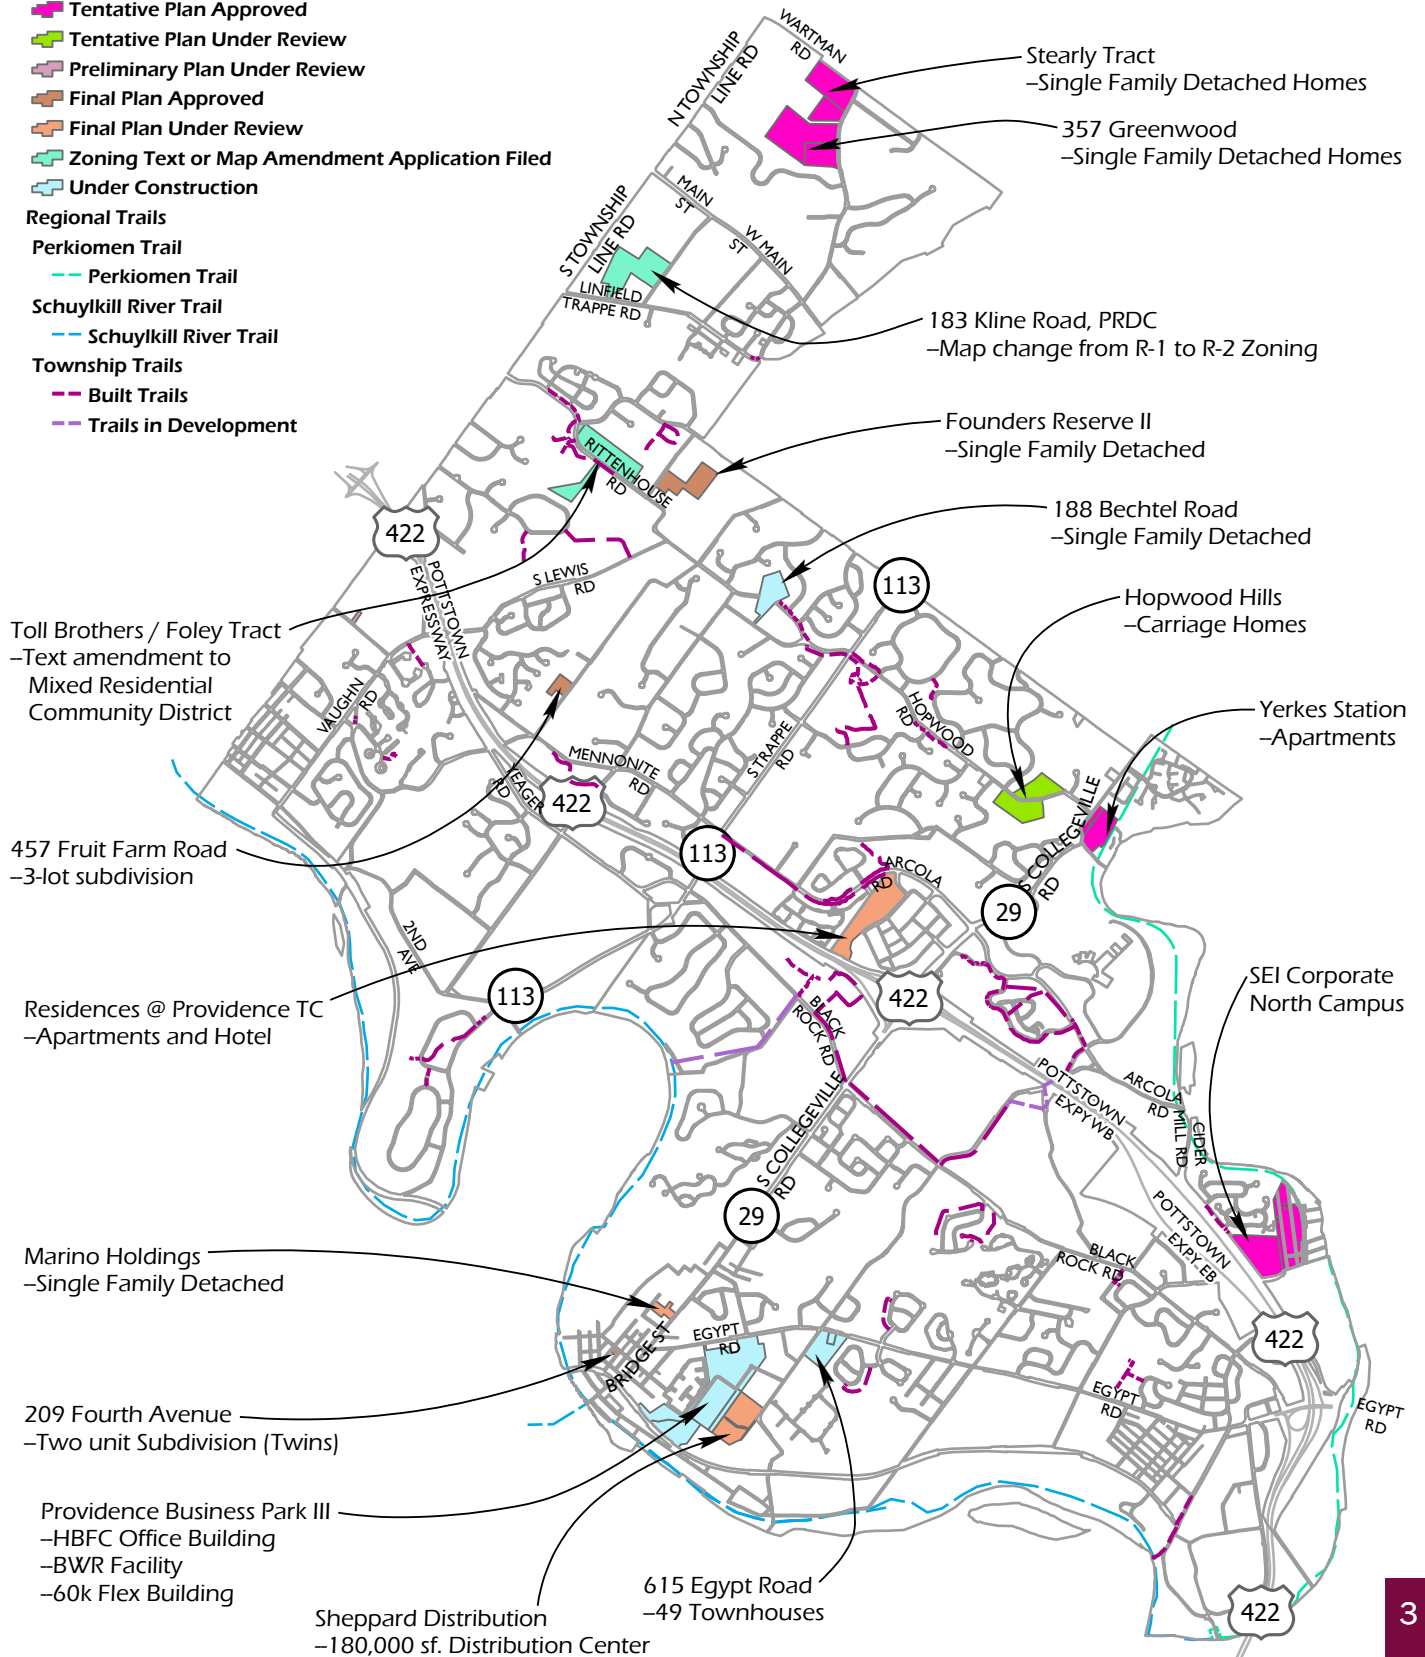 Tentative Plan Approved
Tentative Plan Under Review
Preliminary Plan Under Review
Final Plan Approved
Final Plan Under Review
Zoning Text or Map Amendment Application Filed
Under Construction
Regional Trails
Perkiomen Trail
Perkiomen Trail
Schuylkill River Trail
Schuylkill River Trail
Township Trails
Built Trails
Trails in Development
WARTMAN
RD
N TOWNSHIP
LINE RD
Stearly Tract
–Single Family Detached Homes
357 Greenwood
–Single Family Detached Homes
MAIN
ST
W MAIN
ST
S TOWNSHIP
LINE RD
LINFIELD
TRAPPE RD
183 Kline Road, PRDC
–Map change from R-1 to R-2 Zoning
Founders Reserve II
–Single Family Detached
RITTENHOUSE
RD
188 Bechtel Road
–Single Family Detached
422
POTTSTOWN
EXPRESSWAY
S LEWIS
RD
113
Hopwood Hills
–Carriage Homes
Toll Brothers / Foley Tract
–Text amendment to
Mixed Residential
Community District
VAUGHN
RD
HOPWOOD
RD
Yerkes Station
–Apartments
S TRAPPE
RD
MENNONITE
RD
YEAGER
RD
422
S COLLEGEVILLE
RD
457 Fruit Farm Road
–3-lot subdivision
113
ARCOLA
RD
29
2ND
AVE
SEI Corporate
North Campus
Residences @ Providence TC
–Apartments and Hotel
113
422
BLACK
ROCK RD
POTTSTOWN
EXPY WB
ARCOLA
RD
CIDER
MILL RD
S COLLEGEVILLE
RD
29
POTTSTOWN
EXPY EB
BLACK
ROCK RD
Marino Holdings
–Single Family Detached
EGYPT
RD
BRIDGE ST
422
209 Fourth Avenue
–Two unit Subdivision (Twins)
EGYPT
RD
EGYPT
RD
Providence Business Park III
–HBFC Office Building
–BWR Facility
–60k Flex Building
615 Egypt Road
–49 Townhouses
Sheppard Distribution
–180,000 sf. Distribution Center
422
3